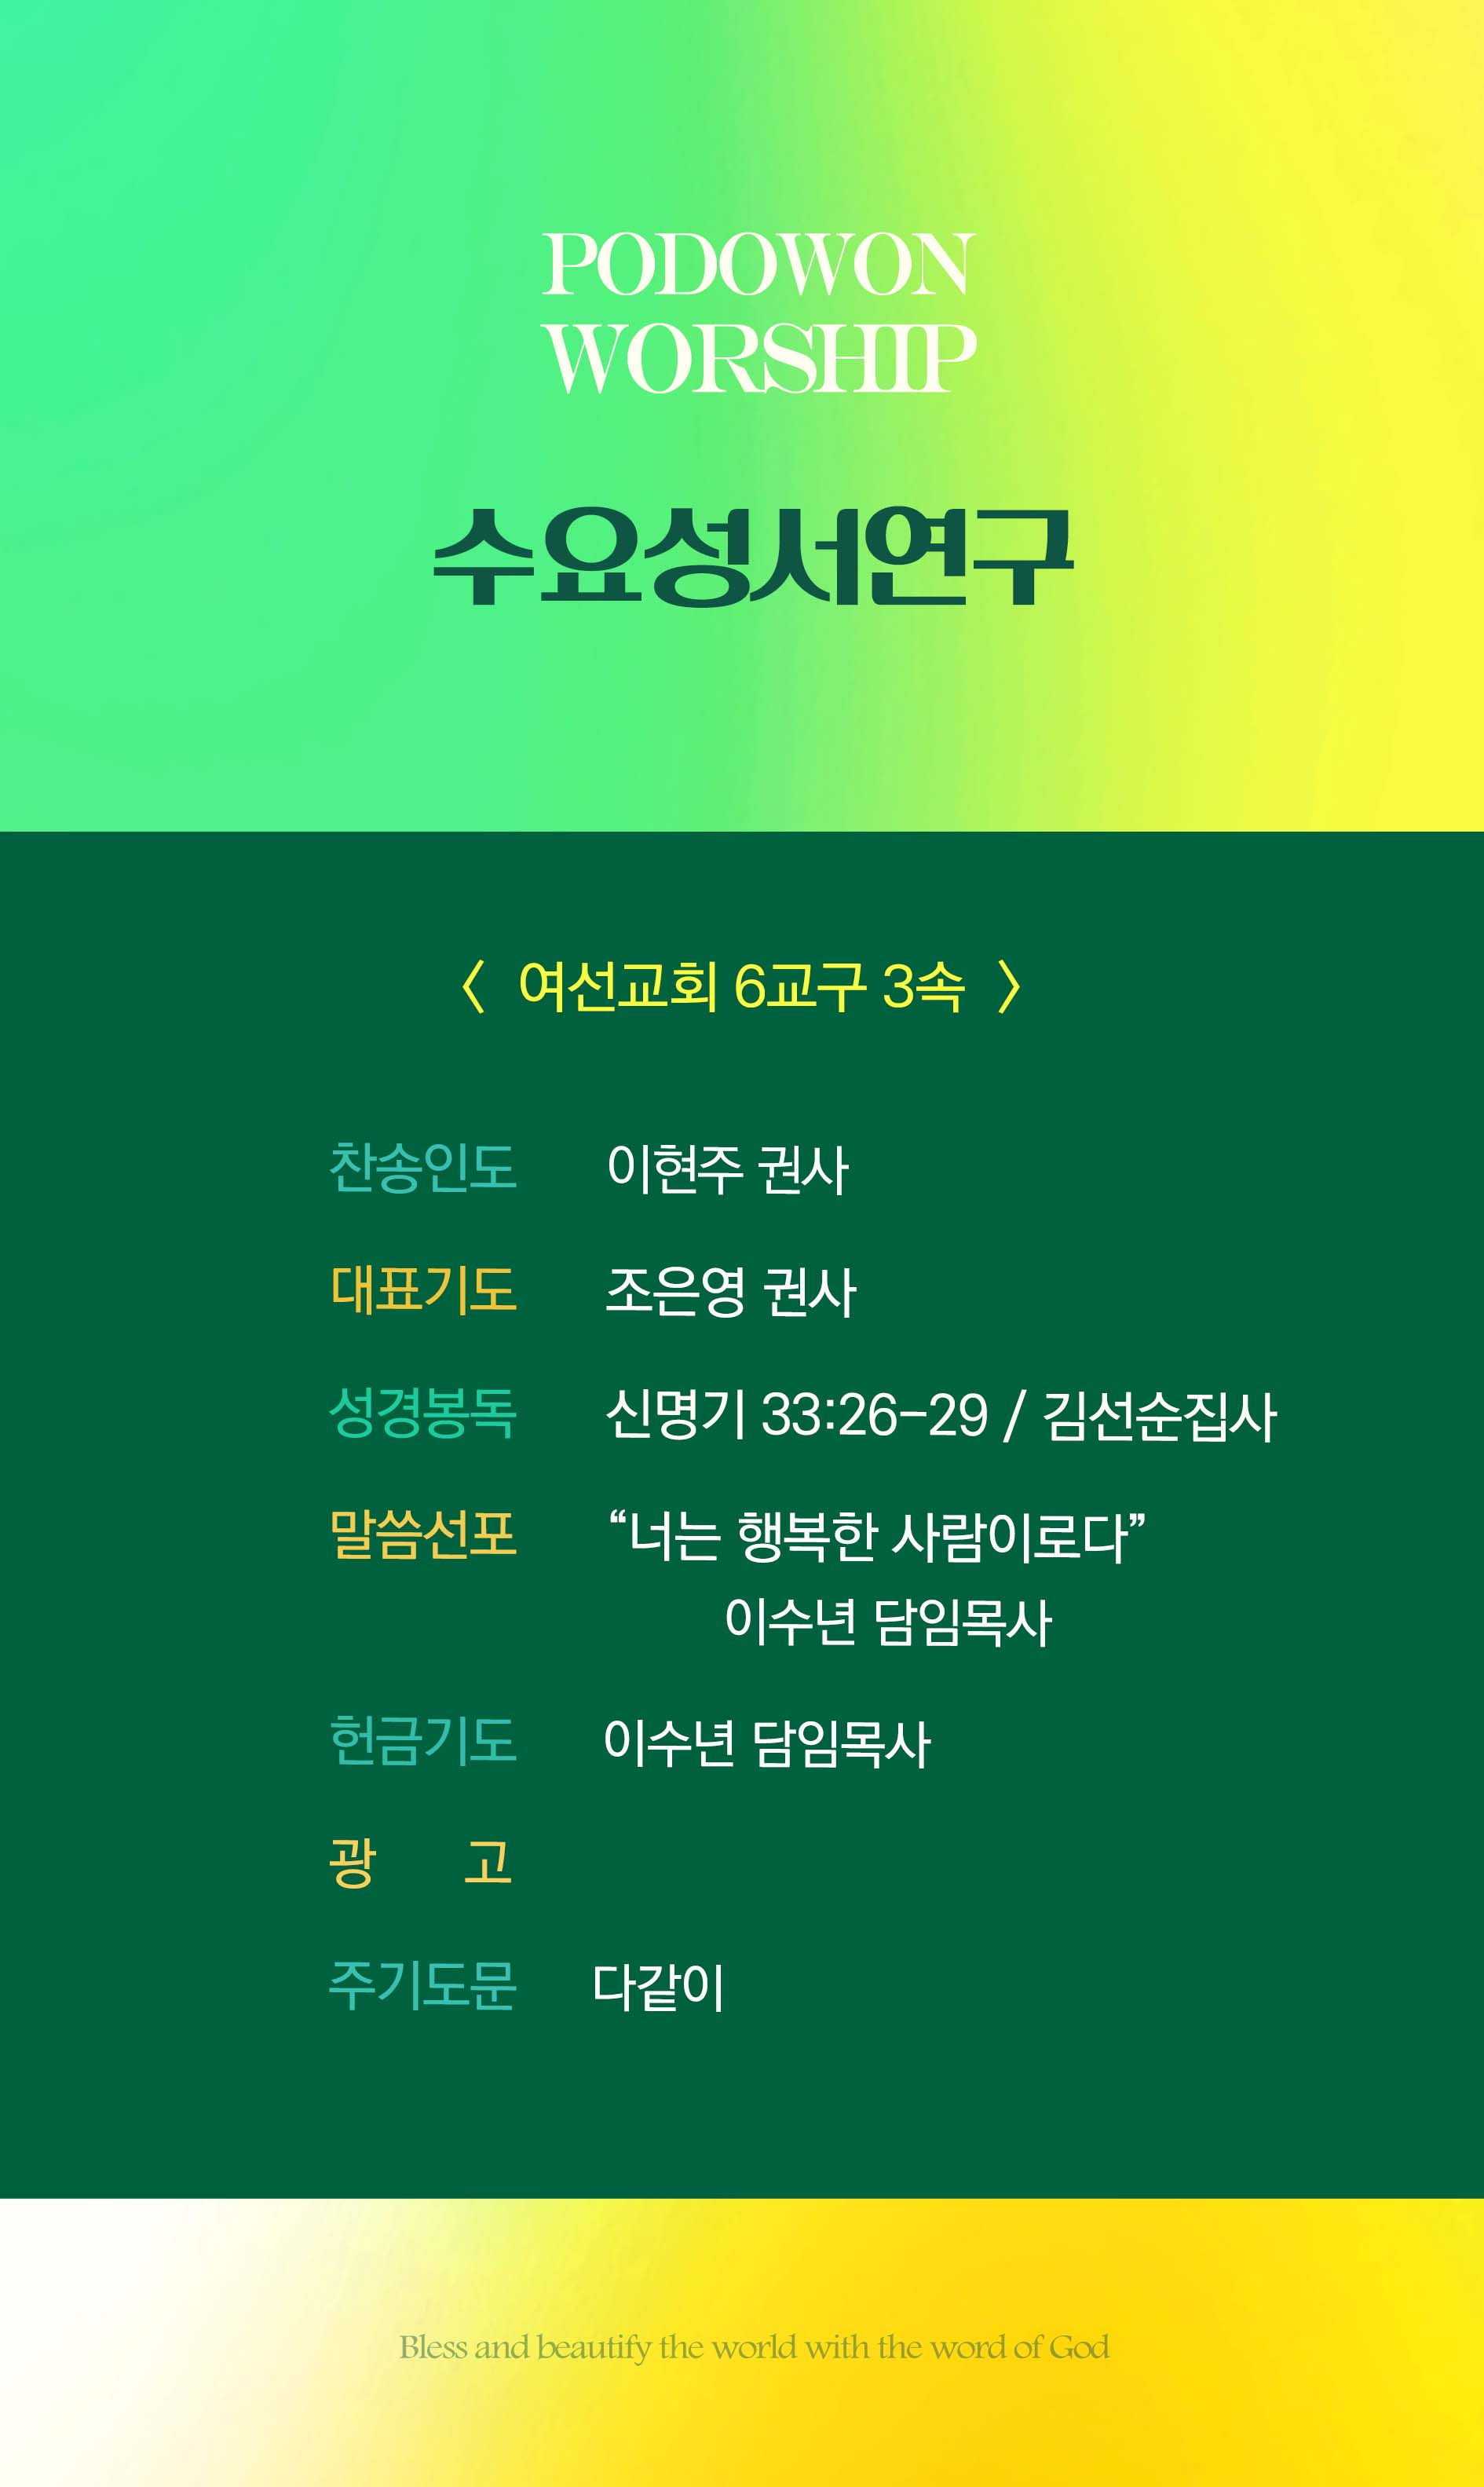 PODOWON
WORSHIP
수요성서연구
〈 여선교회 6교구 3속 〉
찬송인도 이현주 권사
대표기도 조은영 권사
성경봉독 신명기 33:26-29 / 김선순집사
말씀선포 “너는 행복한 사람이로다”
이수년 담임목사
헌금기도 이수년 담임목사
광 고
주기도문 다같이
Bless and beautify the world with the word of God